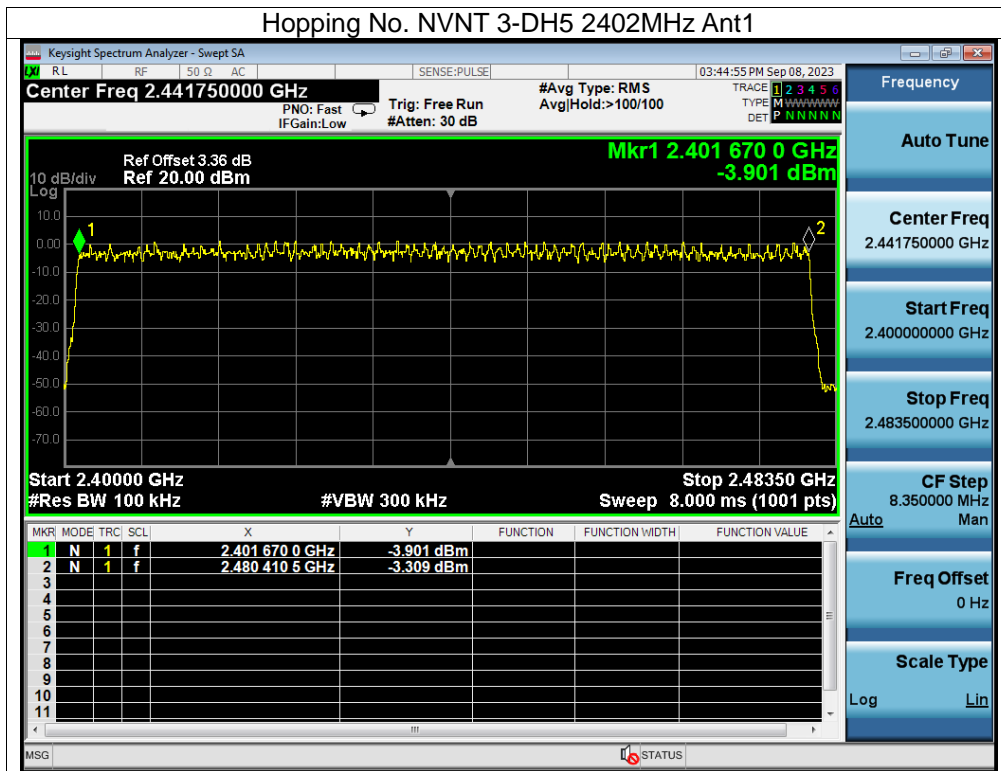 Hopping No. NVNT 3-DH5 2402MHz Ant1
Keysight Spectrum Analyzer - Swept SA
LXI RL RF 50 Ω AC SENSE:PULSE 03:44:55 PM Sep 08, 2023
Center Freq 2.441750000 GHz #Avg Type: RMS TRACE 1 2 3 4 5 6
PNO: Fast Trig: Free Run Avg|Hold:>100/100 TYPE M WWWWW
IFGain:Low #Atten: 30 dB DET P N N N N N
Mkr1 2.401 670 0 GHz
-3.901 dBm
Ref Offset 3.36 dB
10 dB/div Ref 20.00 dBm
Log
10.0
0.00
-10.0
-20.0
-30.0
-40.0
-50.0
-60.0
-70.0
1
2
Start 2.40000 GHz Stop 2.48350 GHz
#Res BW 100 kHz #VBW 300 kHz Sweep 8.000 ms (1001 pts)
MKR MODE TRC SCL X Y FUNCTION FUNCTION WIDTH FUNCTION VALUE
1 N 1 f 2.401 670 0 GHz -3.901 dBm
2 N 1 f 2.480 410 5 GHz -3.309 dBm
3
4
5
6
7
8
9
10
11
MSG STATUS
Frequency
Auto Tune
Center Freq
2.441750000 GHz
Start Freq
2.400000000 GHz
Stop Freq
2.483500000 GHz
CF Step
8.350000 MHz
Auto Man
Freq Offset
0 Hz
Scale Type
Log Lin